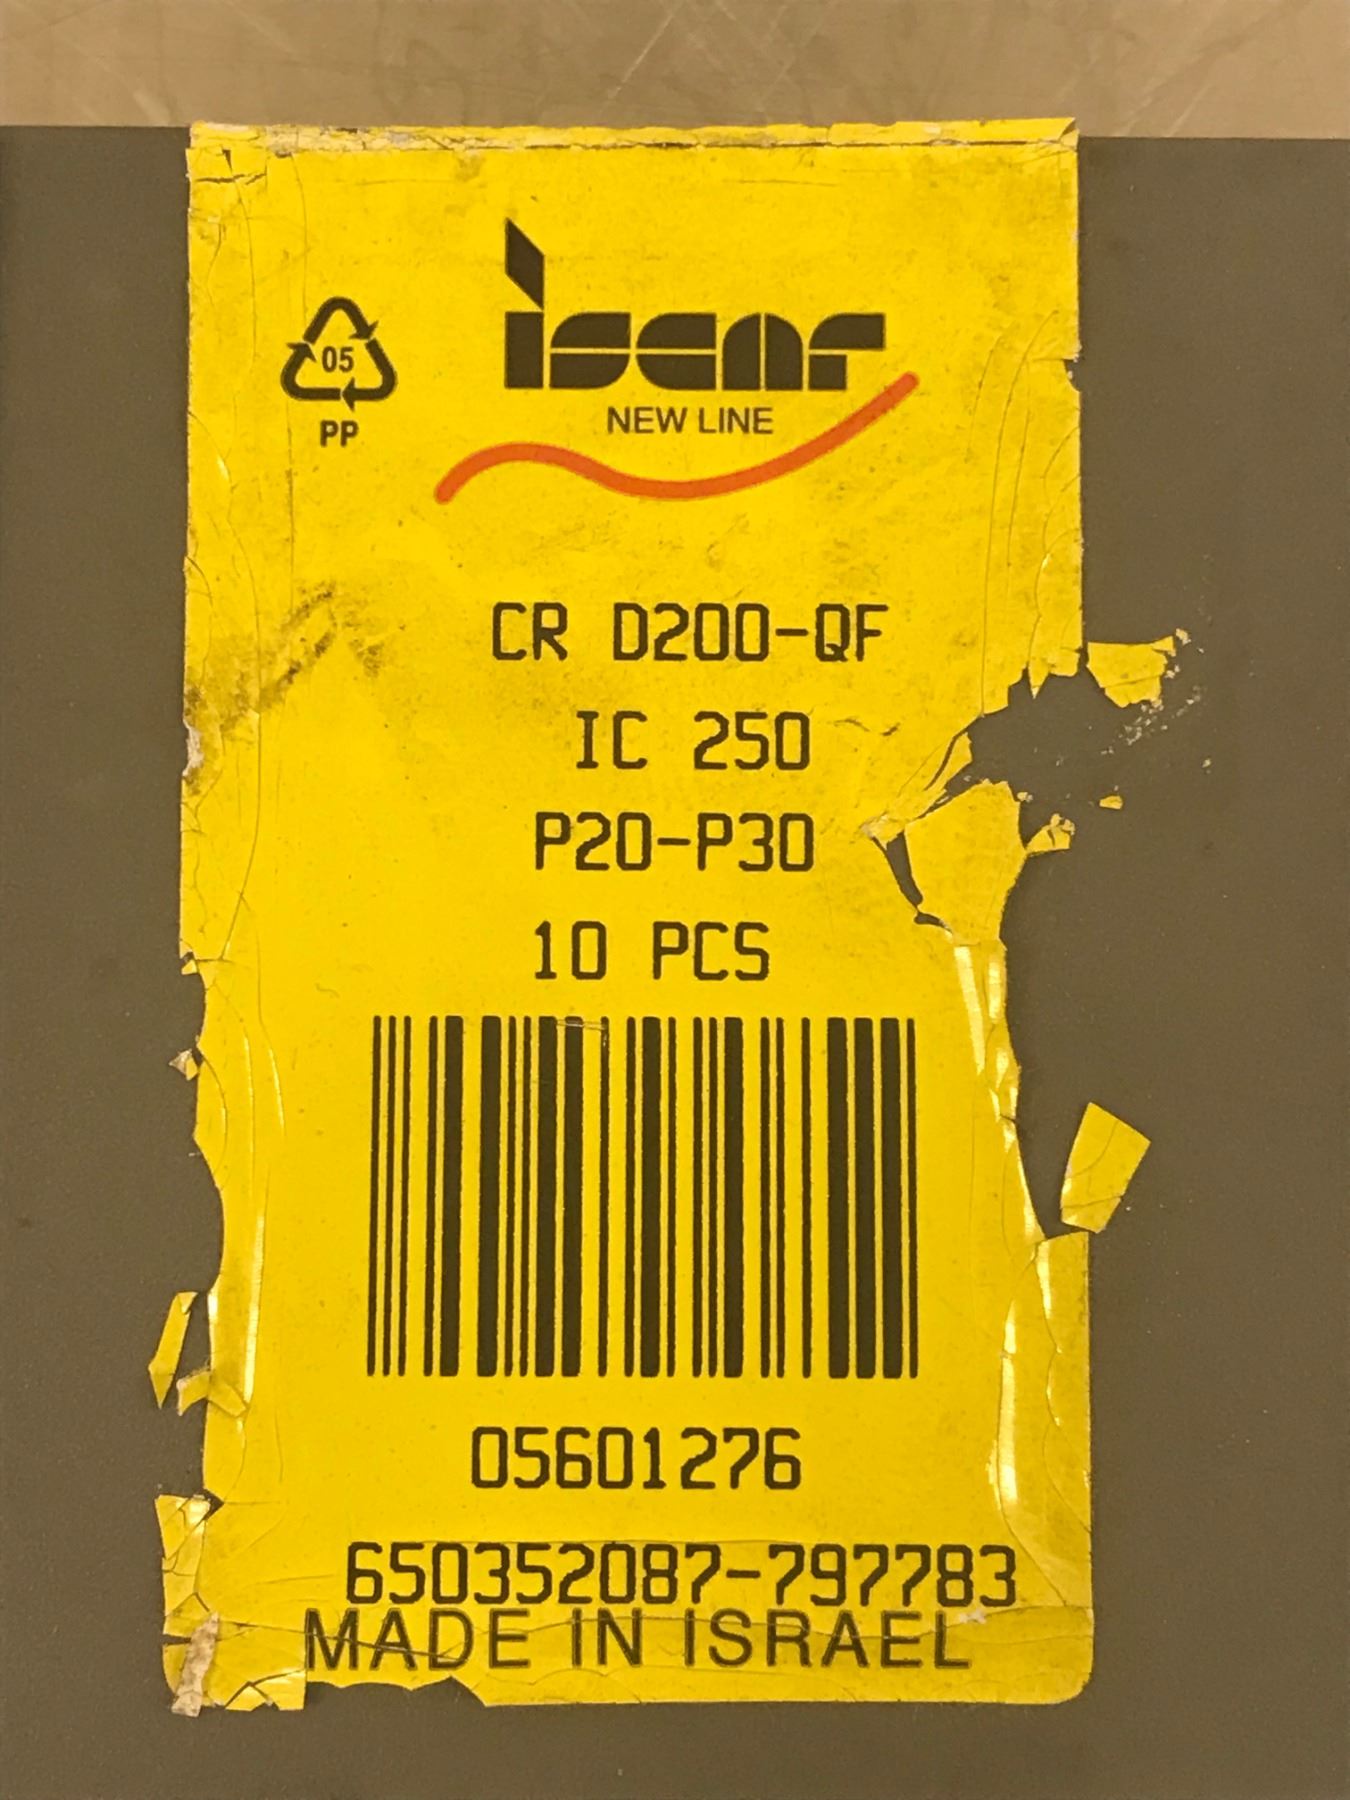 iscar
NEW LINE
05
PP
CR D200-QF
IC 250
P20-P30
10 PCS
05601276
650352087-797783
MADE IN ISRAEL